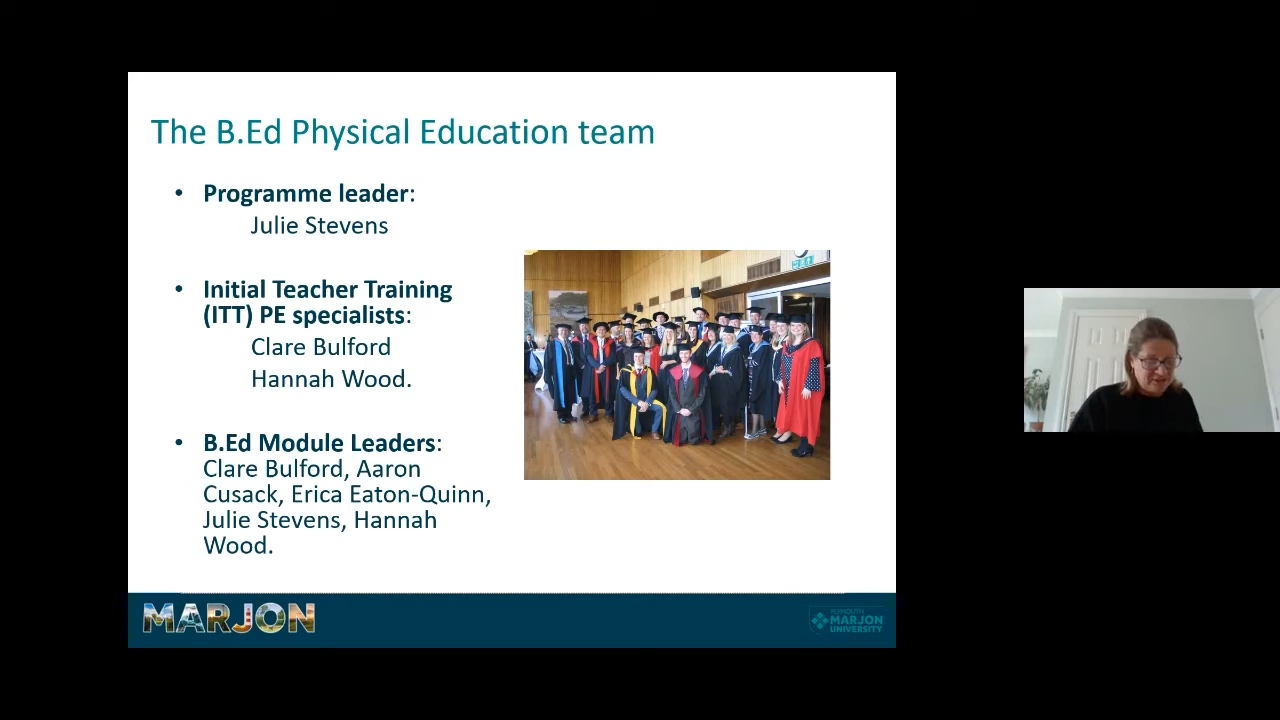 The B.Ed Physical Education team
• Programme leader:
Julie Stevens
• Initial Teacher Training
(ITT) PE specialists:
Clare Bulford
Hannah Wood.
• B.Ed Module Leaders:
Clare Bulford, Aaron
Cusack, Erica Eaton-Quinn,
Julie Stevens, Hannah
Wood.
MARJON
PLYMOUTH
MARJON
UNIVERSITY